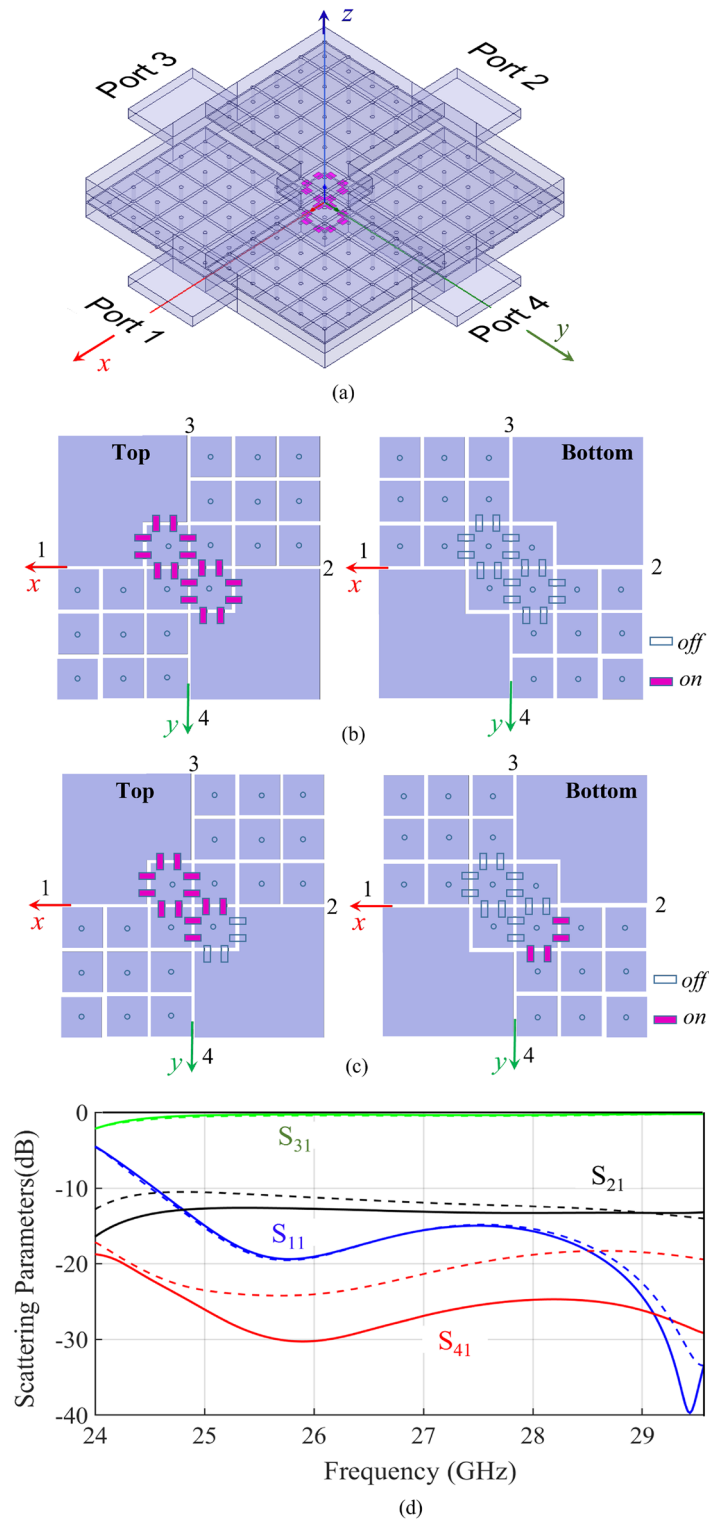 z
Port 3
Port 2
Port 1
Port 4
x
y
(a)
3
Top
Bottom
3
1
2
1
2
x
x
off
on
y 4
y 4
(b)
3
Top
Bottom
3
1
2
1
2
x
x
off
on
y 4
y 4
(c)
Scattering Parameters(dB)
0
-10
-20
-30
-40
S31
S21
S11
S41
24 25 26 27 28 29
Frequency (GHz)
(d)